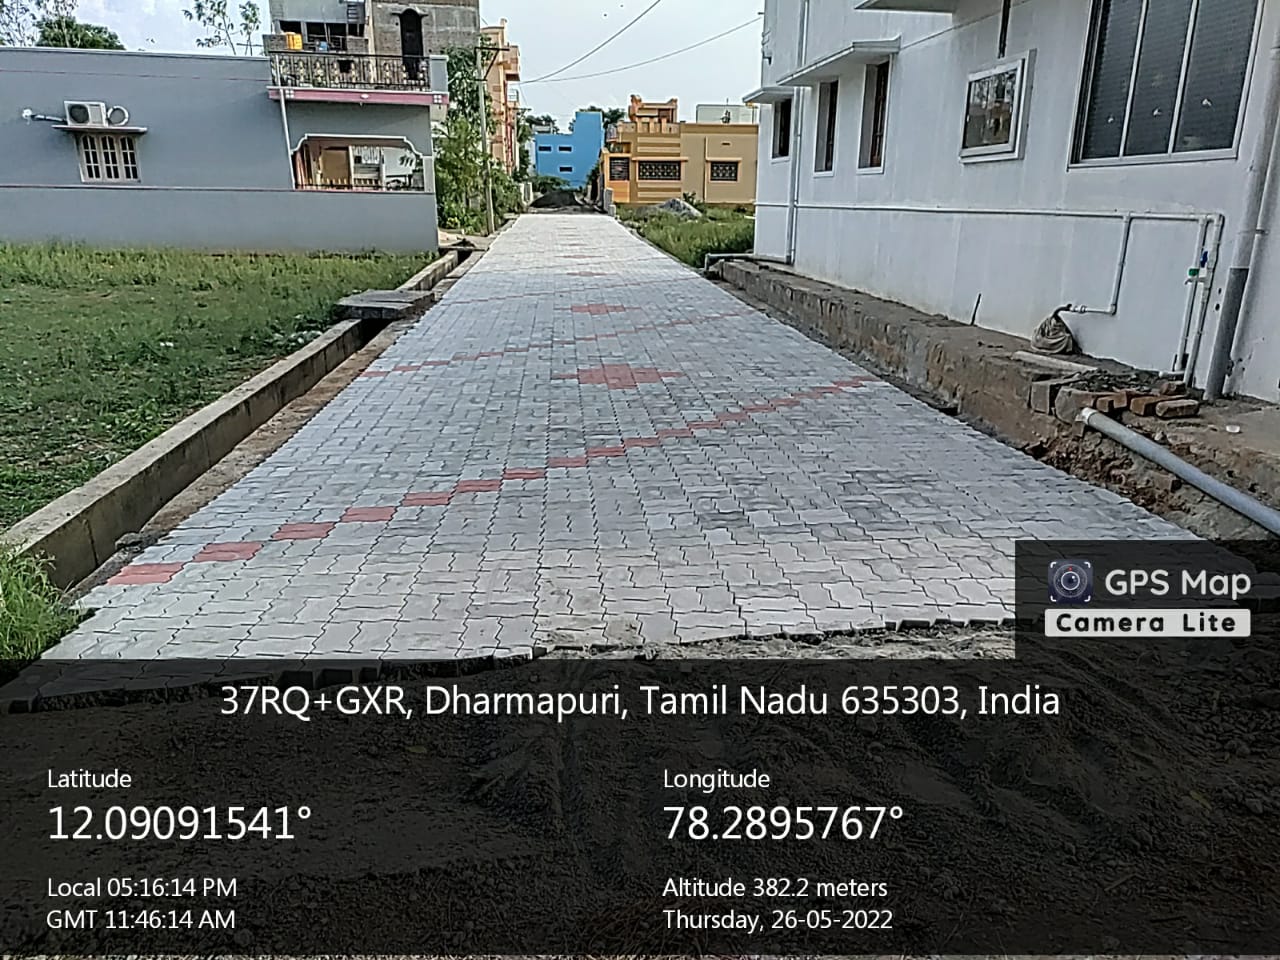 GPS Map
Camera Lite
37RQ+GXR, Dharmapuri, Tamil Nadu 635303, India
Latitude
12.09091541°
Longitude
78.2895767°
Local 05:16:14 PM
GMT 11:46:14 AM
Altitude 382.2 meters
Thursday, 26-05-2022